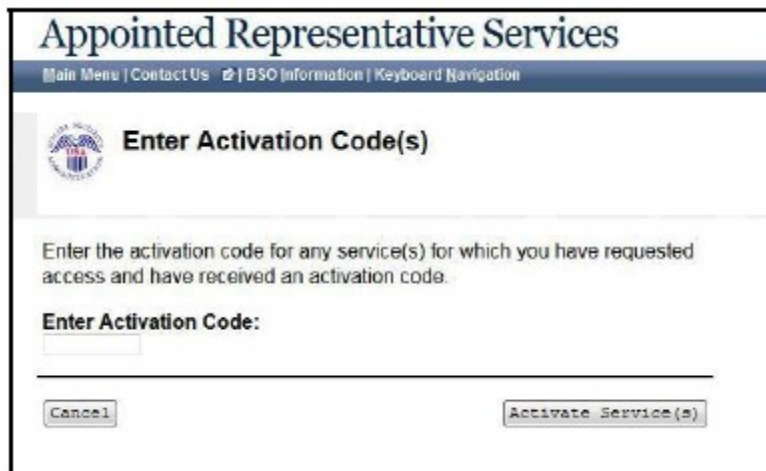 Appointed Representative Services
Main Menu | Contact Us | BSO Information | Keyboard Navigation
USA
Enter Activation Code(s)
Enter the activation code for any service(s) for which you have requested
access and have received an activation code.
Enter Activation Code:
Cancel
Activate Service(s)